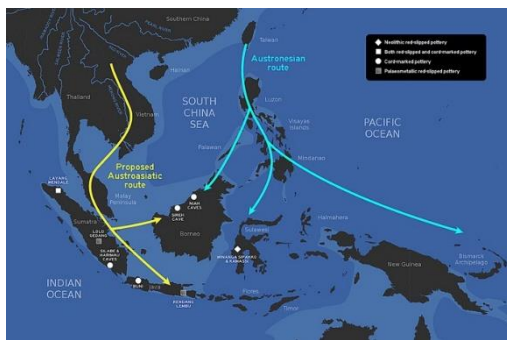 Southern China
Taiwan
Neolithic red-slipped pottery
Both red-slipped and cord-marked pottery
Cord-marked pottery
Palaeometallic red-slipped pottery
Austronesian
route
Hainan
Luzon
Thailand
Vietnam
SOUTH
CHINA
SEA
PACIFIC
OCEAN
Visayas
Islands
Palawan
Mindanao
Proposed
Austroasiatic
route
Malay
Peninsula
NIAH
CAVES
SIREH
CAVE
Sumatra
Borneo
Sulawesi
Halmahera
Bismarck
Archipelago
New Guinea
INDIAN
OCEAN
BUNI
Java
Flores
Timor